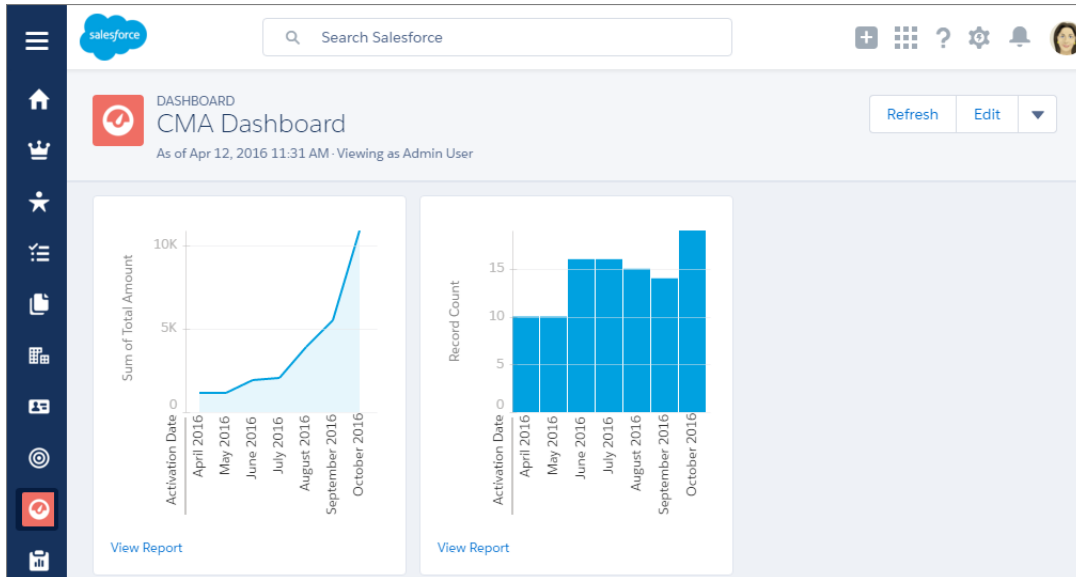 salesforce
Search Salesforce
DASHBOARD
CMA Dashboard
As of Apr 12, 2016 11:31 AM · Viewing as Admin User
Refresh
Edit
Sum of Total Amount
10K
5K
0
Activation Date
April 2016
May 2016
June 2016
July 2016
August 2016
September 2016
October 2016
View Report
Record Count
15
10
5
0
Activation Date
April 2016
May 2016
June 2016
July 2016
August 2016
September 2016
October 2016
View Report